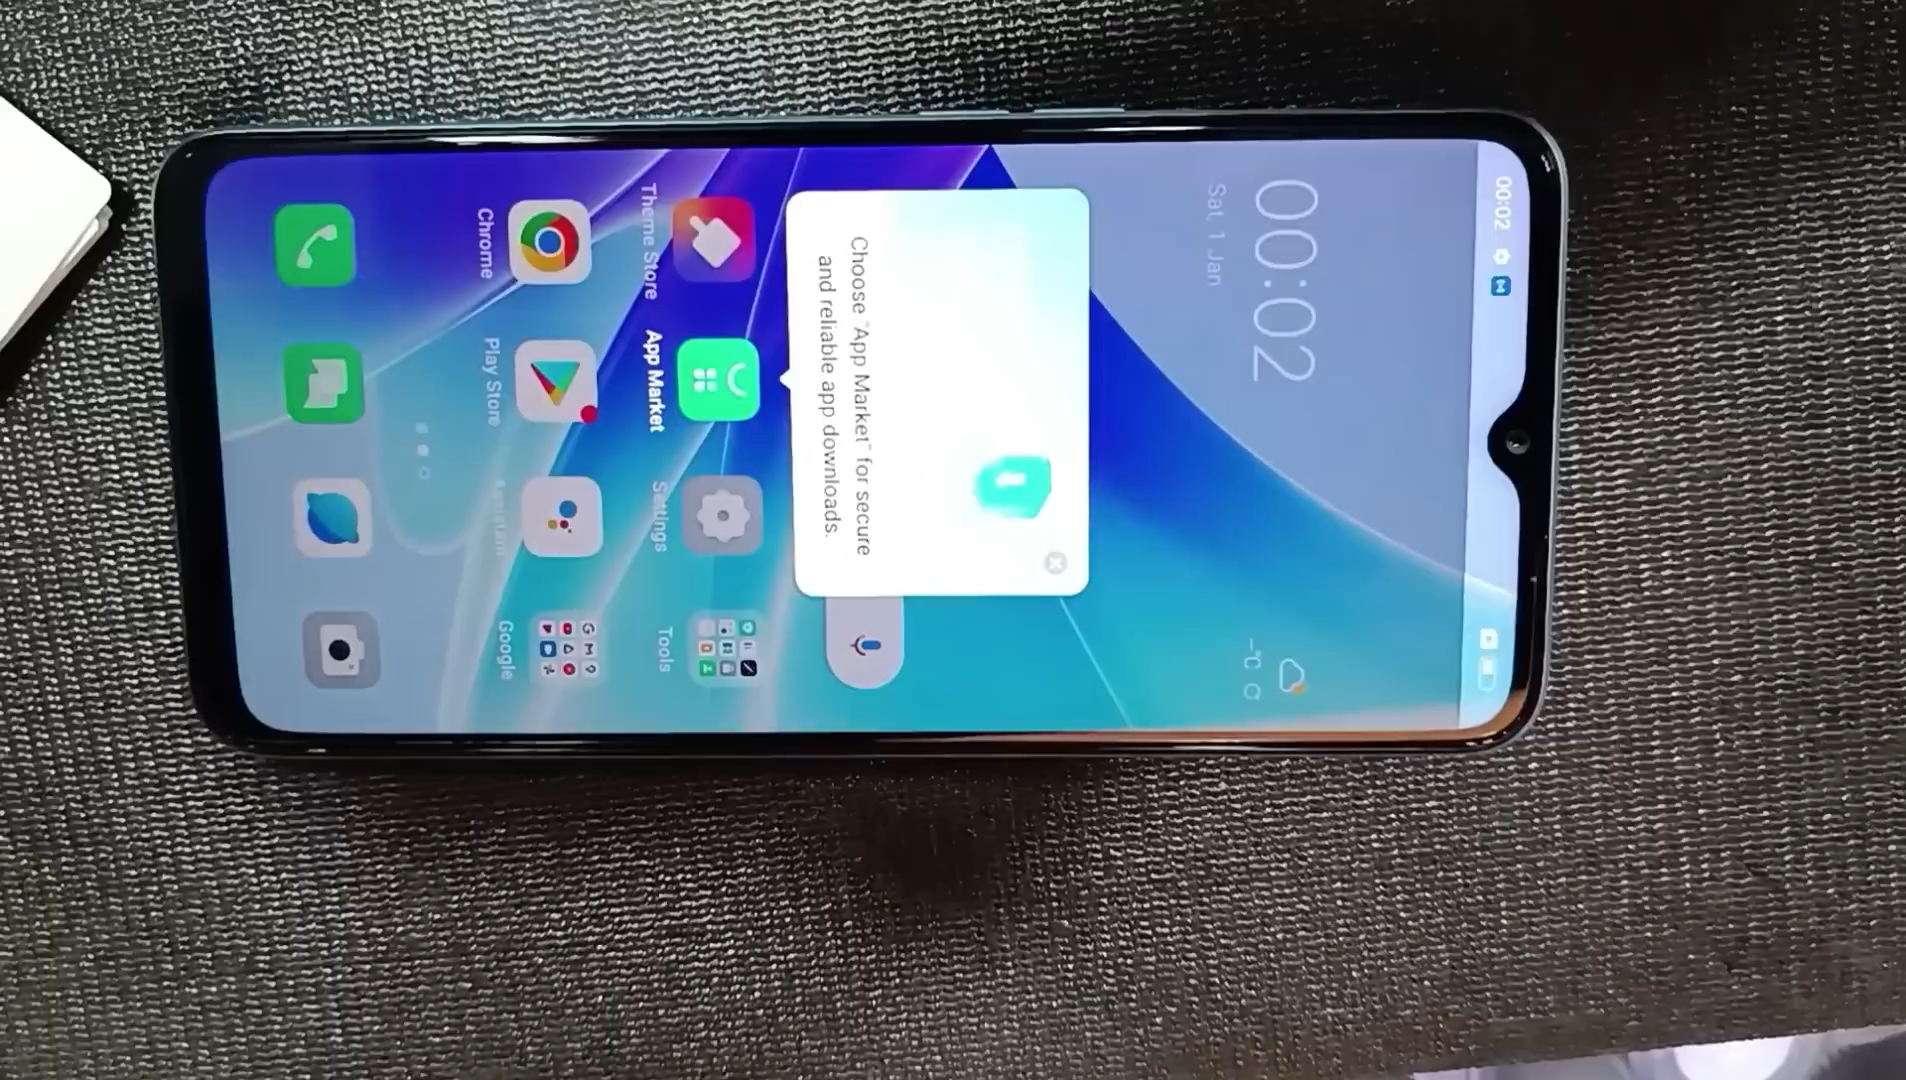 00:02
00:02
Sat, 1 Jan
-°C
Choose "App Market" for secure
and reliable app downloads.
Theme Store
App Market
Settings
Tools
Chrome
Play Store
Assistant
Google